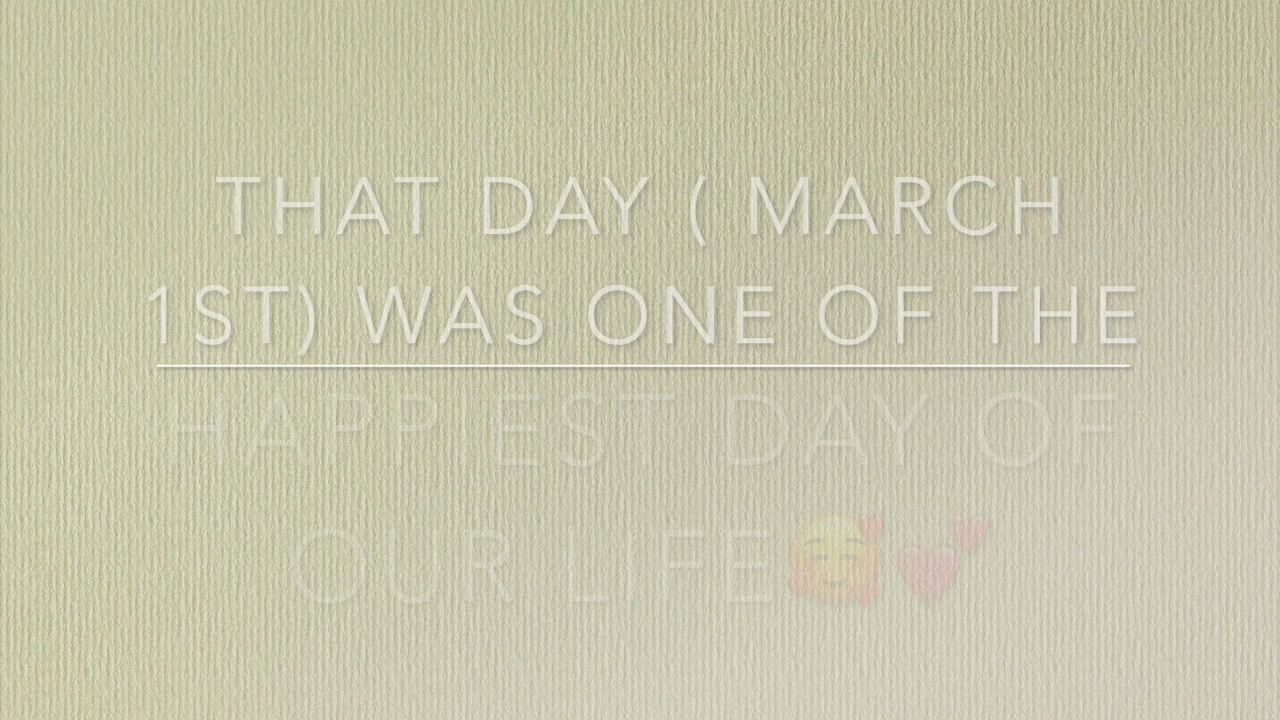 THAT DAY ( MARCH
1ST) WAS ONE OF THE
HAPPIEST DAY OF
OUR LIFE🥰💕